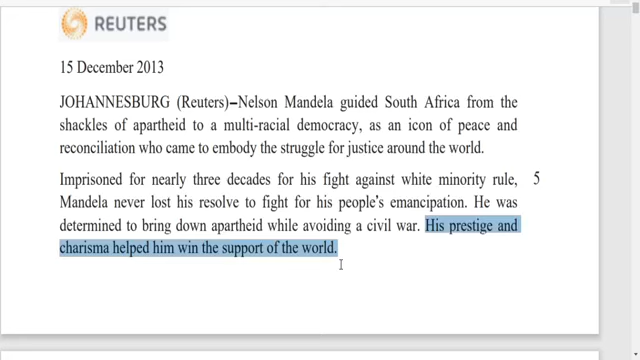 REUTERS
15 December 2013
JOHANNESBURG (Reuters)–Nelson Mandela guided South Africa from the
shackles of apartheid to a multi-racial democracy, as an icon of peace and
reconciliation who came to embody the struggle for justice around the world.
Imprisoned for nearly three decades for his fight against white minority rule, 5
Mandela never lost his resolve to fight for his people's emancipation. He was
determined to bring down apartheid while avoiding a civil war. His prestige and
charisma helped him win the support of the world.